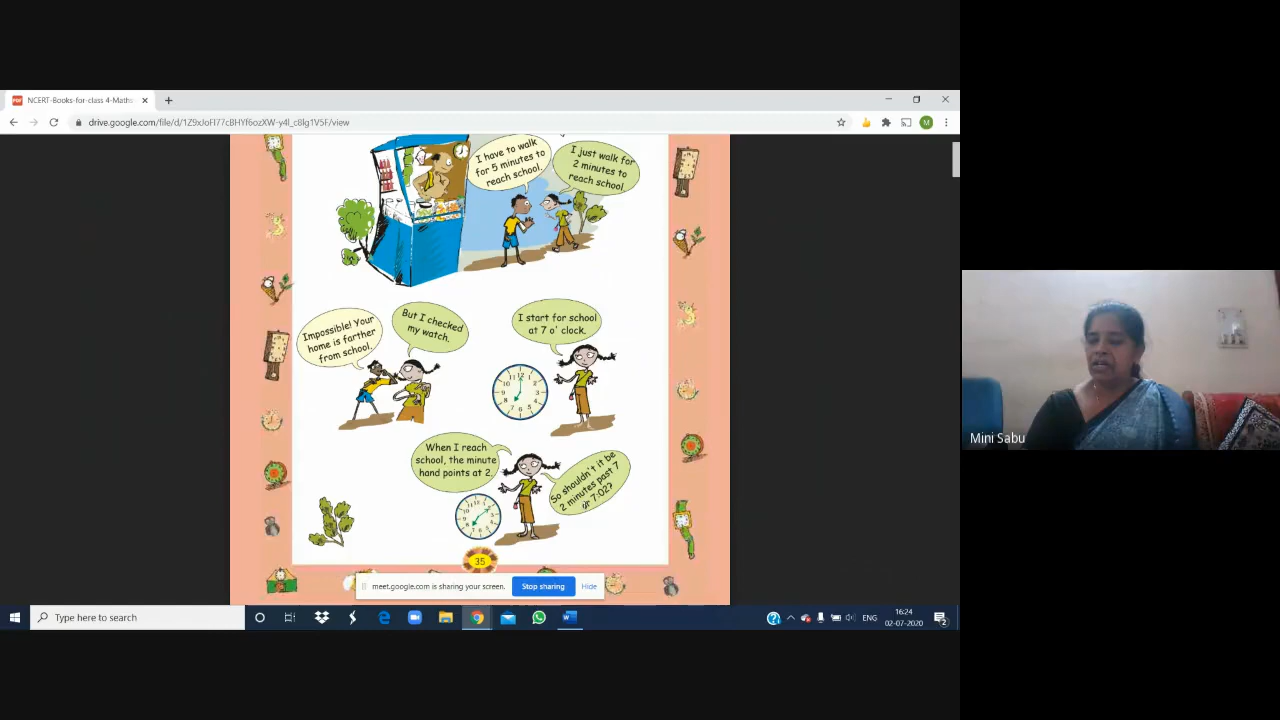 NCERT-Books-for-class 4-Maths
drive.google.com/file/d/1Z9xJoFI77cBHYf6ozXW-y4l_c8lg1V5F/view
I have to walk
for 5 minutes to
reach school.
I just walk for
2 minutes to
reach school
Impossible! Your
home is farther
from school.
But I checked
my watch.
I start for school
at 7 o' clock.
When I reach
school, the minute
hand points at 2.
So shouldn't it be
2 minutes past 7
or 7:02?
35
meet.google.com is sharing your screen.
Stop sharing
Hide
Mini Sabu
Type here to search
ENG
16:24
02-07-2020